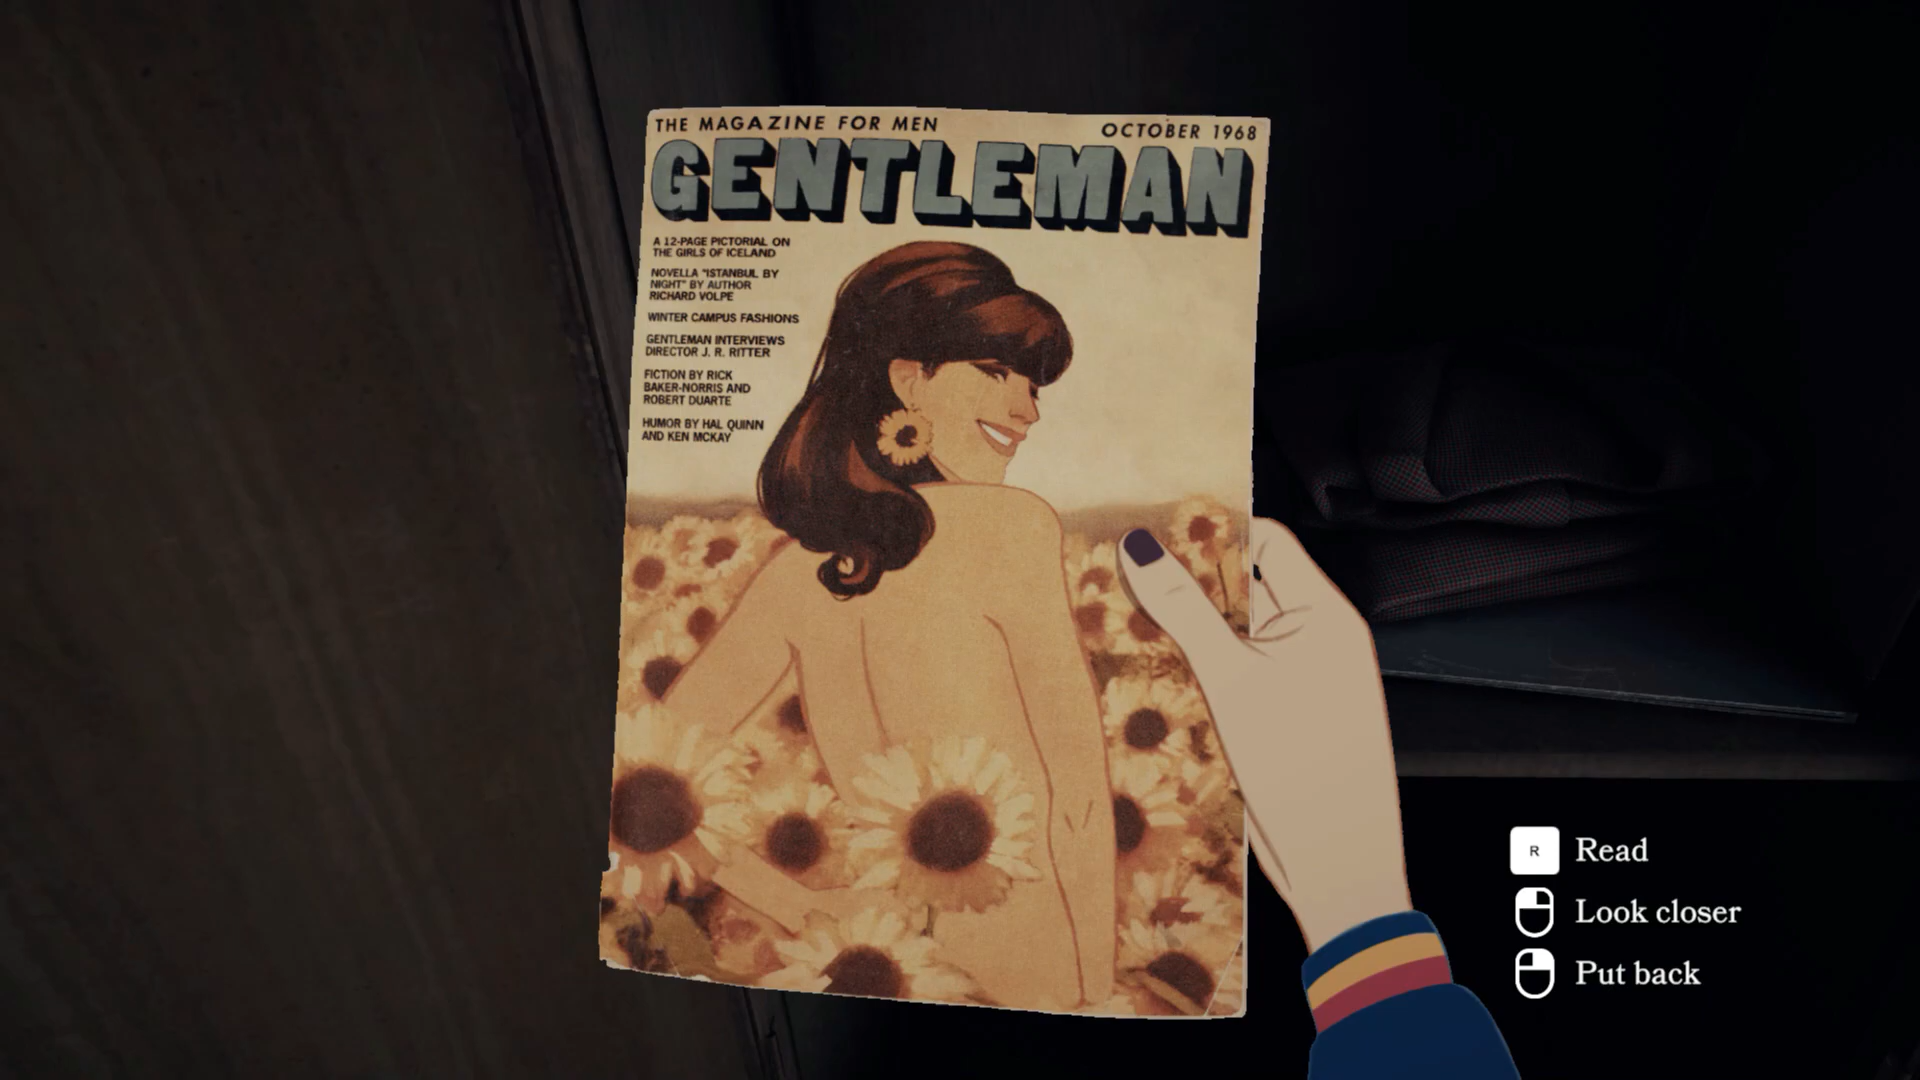 THE MAGAZINE FOR MEN
OCTOBER 1968
GENTLEMAN
A 12-PAGE PICTORIAL ON
THE GIRLS OF ICELAND
NOVELLA "ISTANBUL BY
NIGHT" BY AUTHOR
RICHARD VOLPE
WINTER CAMPUS FASHIONS
GENTLEMAN INTERVIEWS
DIRECTOR J. R. RITTER
FICTION BY RICK
BAKER-NORRIS AND
ROBERT DUARTE
HUMOR BY HAL QUINN
AND KEN MCKAY
R Read
Look closer
Put back